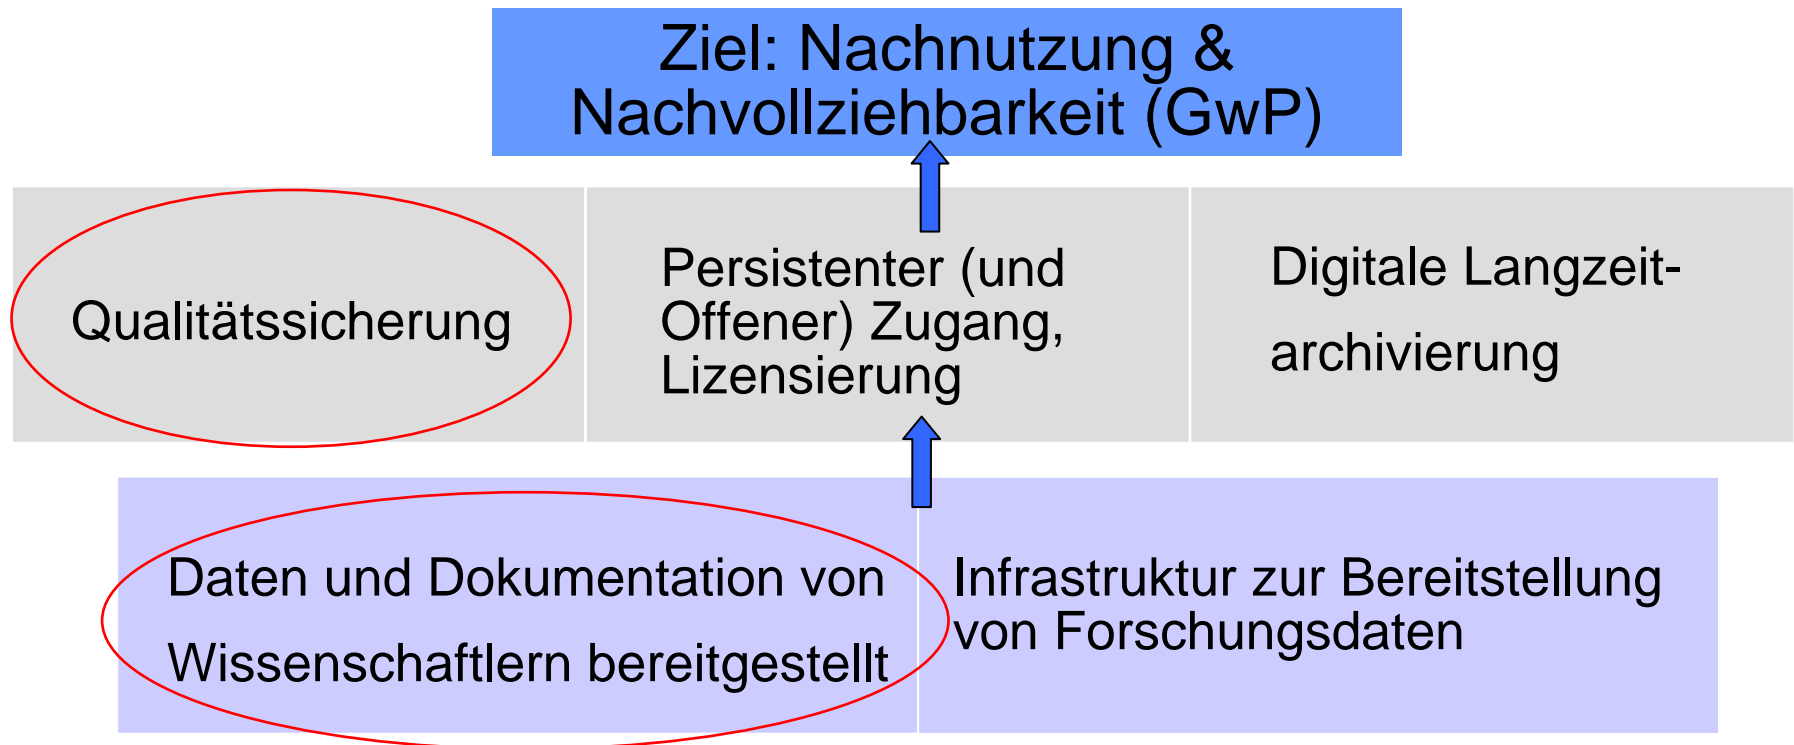 Ziel: Nachnutzung &
Nachvollziehbarkeit (GwP)
Qualitätssicherung
Persistenter (und
Offener) Zugang,
Lizensierung
Digitale Langzeit-
archivierung
Daten und Dokumentation von
Wissenschaftlern bereitgestellt
Infrastruktur zur Bereitstellung
von Forschungsdaten